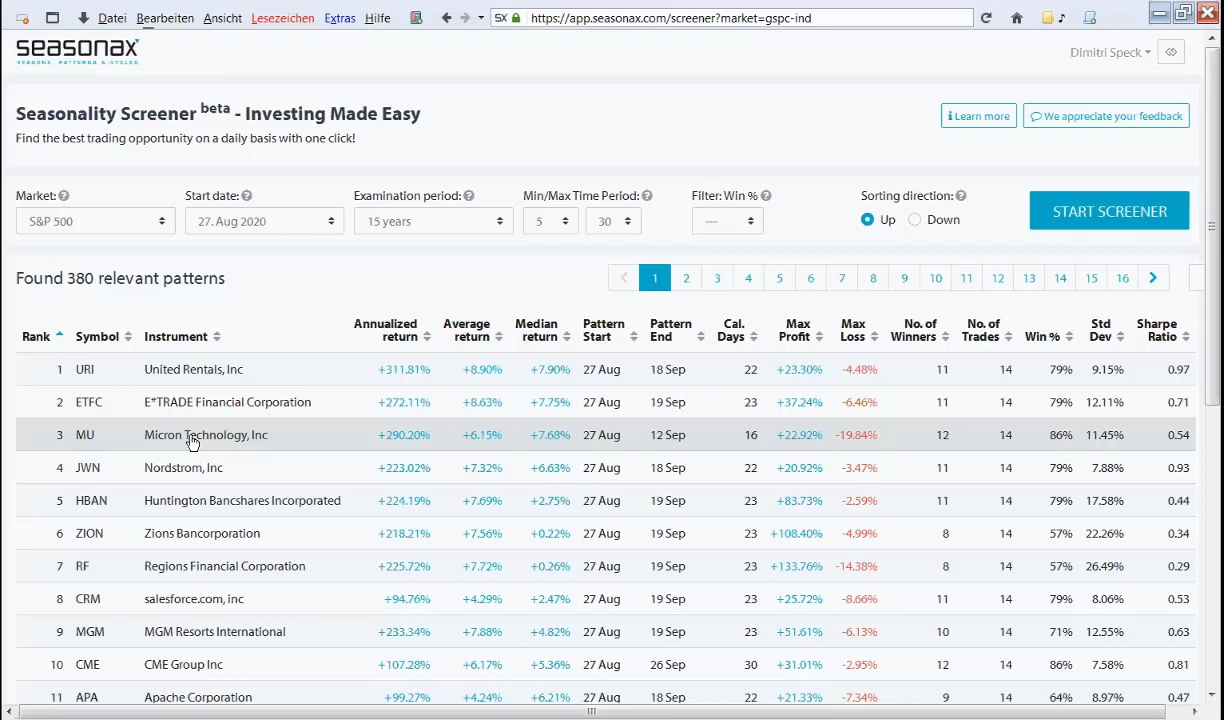 Datei Bearbeiten Ansicht Lesezeichen Extras Hilfe SX https://app.seasonax.com/screener?market=gspc-ind
seasonax
SEASONS, PATTERNS & CYCLES
Dimitri Speck
Seasonality Screener beta - Investing Made Easy
Find the best trading opportunity on a daily basis with one click!
Learn more We appreciate your feedback
Market: Start date: Examination period: Min/Max Time Period: Filter: Win % Sorting direction:
S&P 500 27. Aug 2020 15 years 5 30 --- Up Down START SCREENER
Found 380 relevant patterns 1 2 3 4 5 6 7 8 9 10 11 12 13 14 15 16
Rank Symbol Instrument Annualized return Average return Median return Pattern Start Pattern End Cal. Days Max Profit Max Loss No. of Winners No. of Trades Win % Std Dev Sharpe Ratio
1 URI United Rentals, Inc +311.81% +8.90% +7.90% 27 Aug 18 Sep 22 +23.30% -4.48% 11 14 79% 9.15% 0.97
2 ETFC E*TRADE Financial Corporation +272.11% +8.63% +7.75% 27 Aug 19 Sep 23 +37.24% -6.46% 11 14 79% 12.11% 0.71
3 MU Micron Technology, Inc +290.20% +6.15% +7.68% 27 Aug 12 Sep 16 +22.92% -19.84% 12 14 86% 11.45% 0.54
4 JWN Nordstrom, Inc +223.02% +7.32% +6.63% 27 Aug 18 Sep 22 +20.92% -3.47% 11 14 79% 7.88% 0.93
5 HBAN Huntington Bancshares Incorporated +224.19% +7.69% +2.75% 27 Aug 19 Sep 23 +83.73% -2.59% 11 14 79% 17.58% 0.44
6 ZION Zions Bancorporation +218.21% +7.56% +0.22% 27 Aug 19 Sep 23 +108.40% -4.99% 8 14 57% 22.26% 0.34
7 RF Regions Financial Corporation +225.72% +7.72% +0.26% 27 Aug 19 Sep 23 +133.76% -14.38% 8 14 57% 26.49% 0.29
8 CRM salesforce.com, inc +94.76% +4.29% +2.47% 27 Aug 19 Sep 23 +25.72% -8.66% 11 14 79% 8.06% 0.53
9 MGM MGM Resorts International +233.34% +7.88% +4.82% 27 Aug 19 Sep 23 +51.61% -6.13% 10 14 71% 12.55% 0.63
10 CME CME Group Inc +107.28% +6.17% +5.36% 27 Aug 26 Sep 30 +31.01% -2.95% 12 14 86% 7.58% 0.81
11 APA Apache Corporation +99.27% +4.24% +6.21% 27 Aug 18 Sep 22 +21.33% -7.34% 9 14 64% 8.97% 0.47